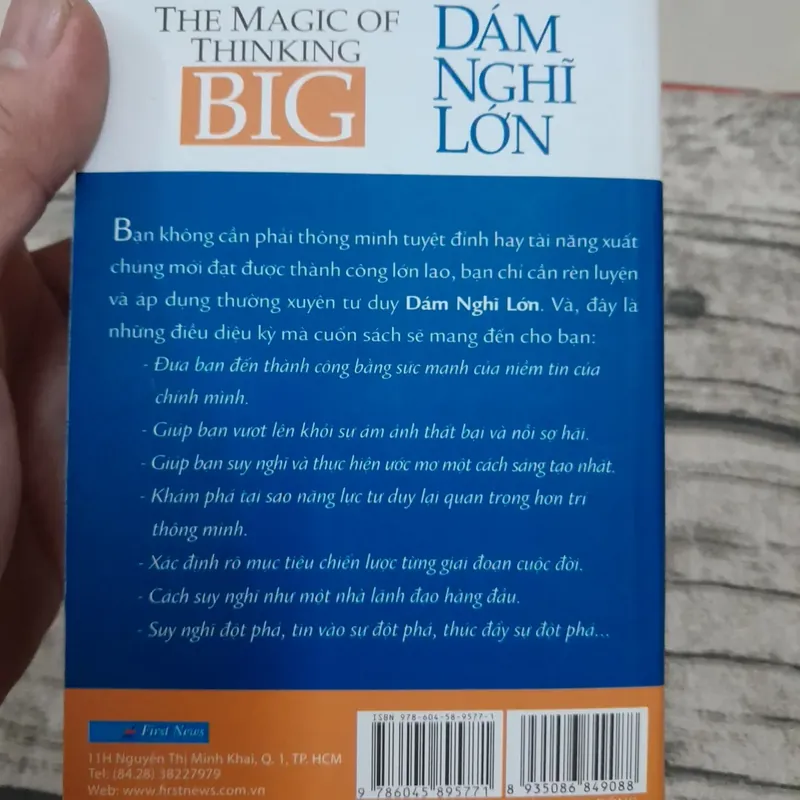 THE MAGIC OF
THINKING
BIG
DÁM
NGHĨ
LỚN
Bạn không cần phải thông minh tuyệt đỉnh hay tài năng xuất
chúng mới đạt được thành công lớn lao, bạn chỉ cần rèn luyện
và áp dụng thường xuyên tư duy Dám Nghĩ Lớn. Và, đây là
những điều diệu kỳ mà cuốn sách sẽ mang đến cho bạn:
- Đưa bạn đến thành công bằng sức mạnh của niềm tin của
chính mình.
- Giúp bạn vượt lên khỏi sự ám ảnh thất bại và nỗi sợ hãi.
- Giúp bạn suy nghĩ và thực hiện ước mơ một cách sáng tạo nhất.
- Khám phá tại sao năng lực tư duy lại quan trọng hơn trí
thông minh.
- Xác định rõ mục tiêu chiến lược từng giai đoạn cuộc đời.
- Cách suy nghĩ như một nhà lãnh đạo hàng đầu.
- Suy nghĩ đột phá, tin vào sự đột phá, thúc đẩy sự đột phá...
First News
11H Nguyễn Thị Minh Khai, Q. 1, TP. HCM
Tel: (84.28) 38227979
Web: www.firstnews.com.vn
ISBN 978-604-58-9577-1
9 786045 895771
8 935086 849088